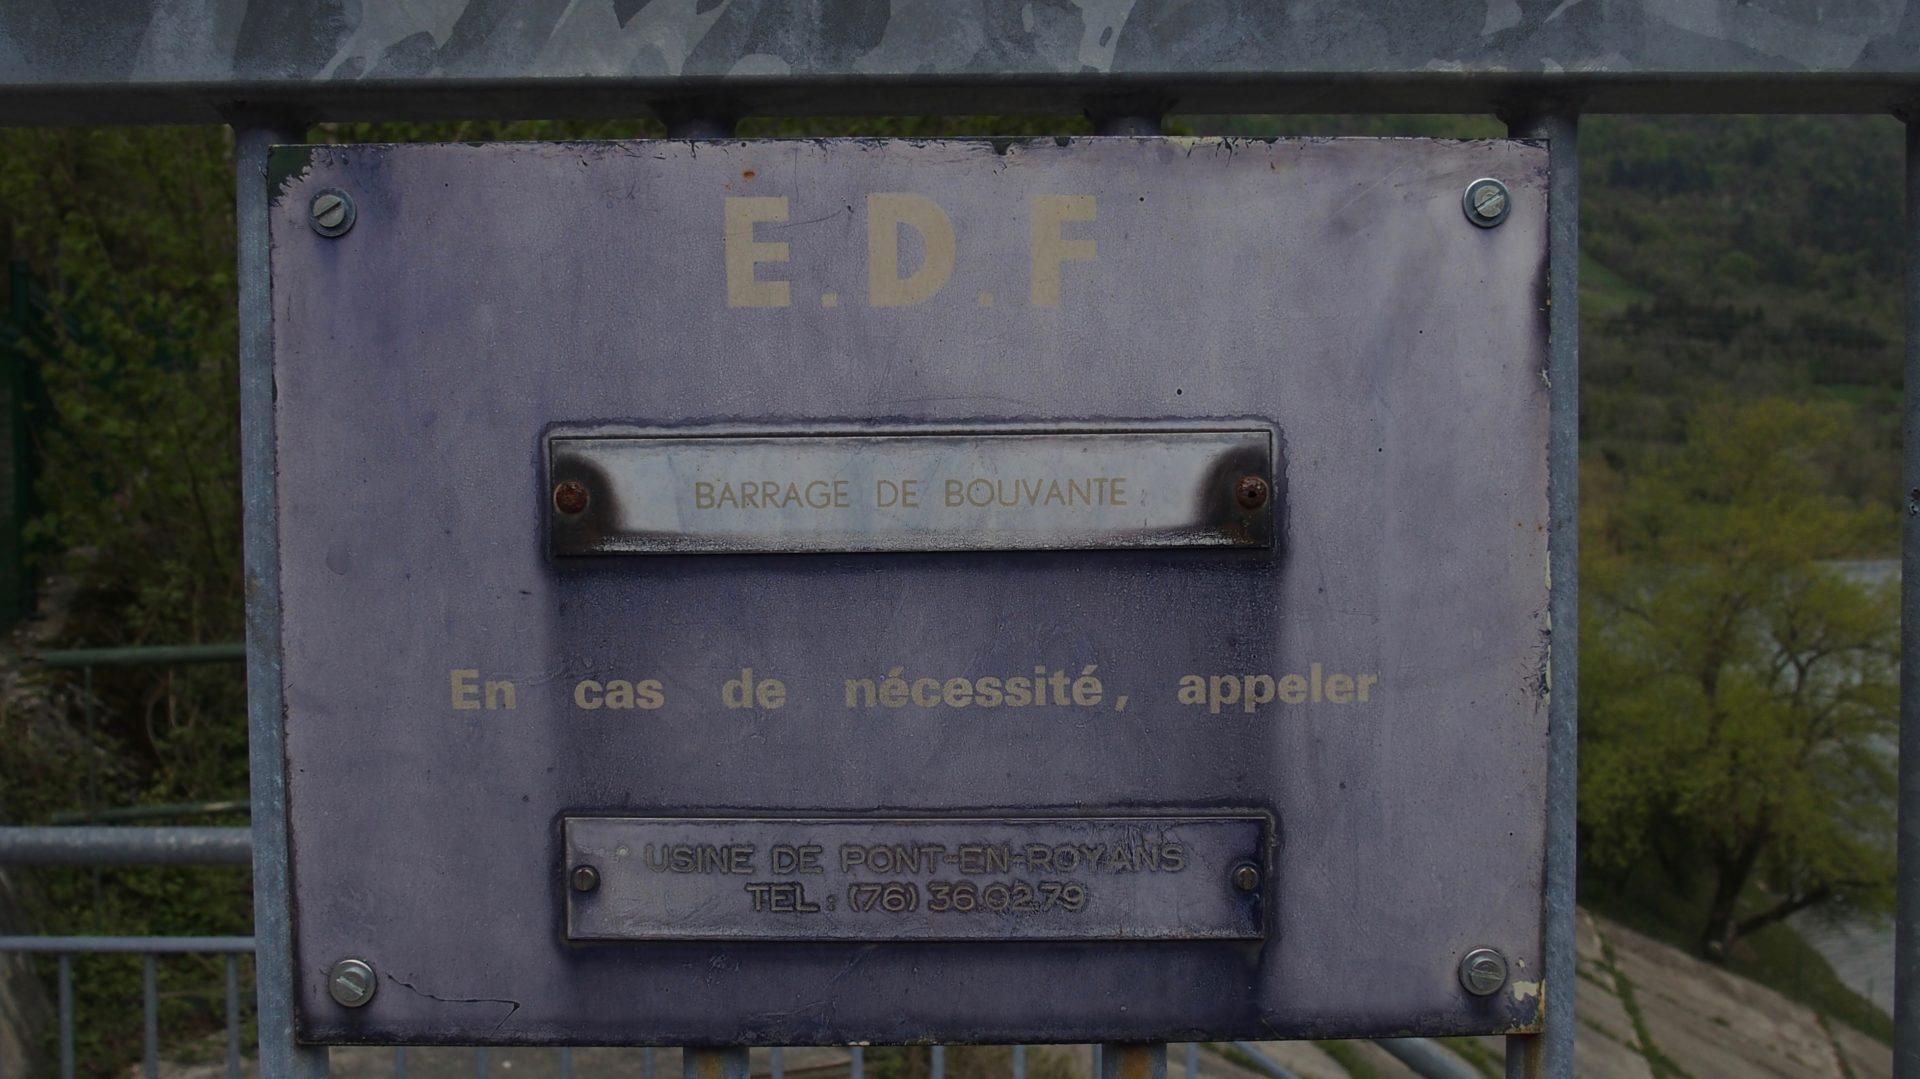 E.D.F
BARRAGE DE BOUVANTE
En cas de nécessité, appeler
USINE DE PONT-EN-ROYANS
TEL : (76) 36.02.79